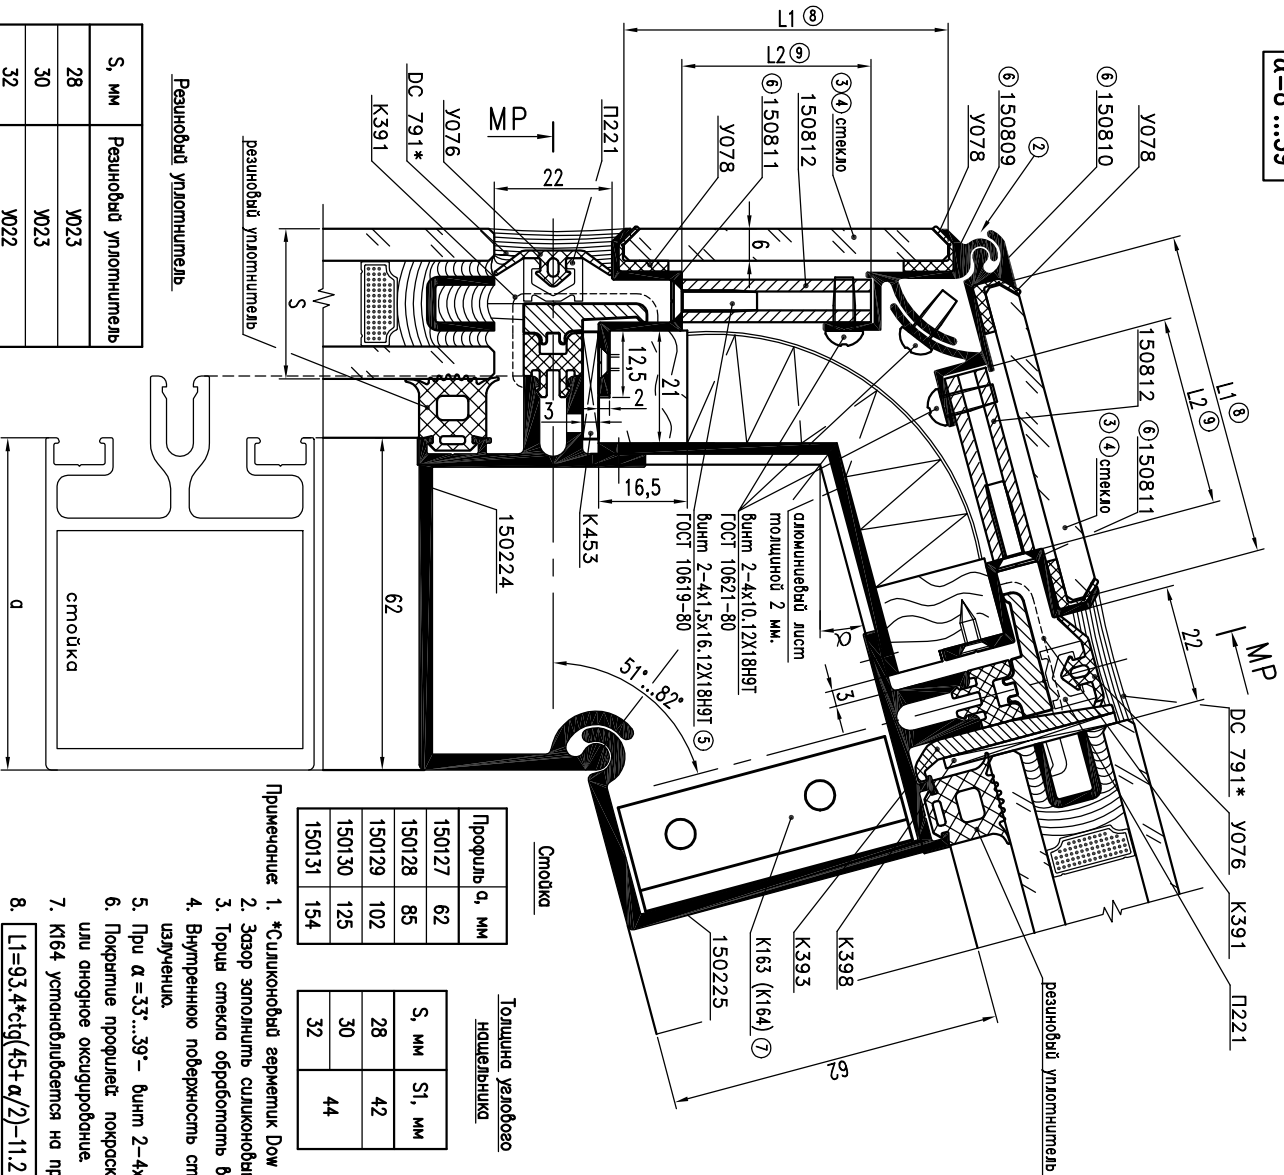 L1 ⑧
L2 ⑨
③④ стекло
150812
⑥ 150811
У078
П221
МР
DC 791*
У076
К391
У078
⑥ 150809
⑥ 150810
У078
②
22
6
S
12,5
21
2
3
16,5
62
a
стойка
резиновый уплотнитель
К453
150224
51°...82°
алюминиевый лист
толщиной 2 мм.
винт 2-4х10.12Х18Н9Т
ГОСТ 10621-80
винт 2-4х1,5х16.12Х18Н9Т ⑤
ГОСТ 10619-80
α
3
L1 ⑧
L2 ⑨
150812
⑥ 150811
③ ④ стекло
22
МР
DC 791*
У076
К391
П221
резиновый уплотнитель
К398
К393
К163 (К164) ⑦
150225
62
Резиновый уплотнитель
S, мм Резиновый уплотнитель
28 У023
30 У023
32 У022
Стойка
Профиль a, мм
150127 62
150128 85
150129 102
150130 125
150131 154
Толщина углового
нащельника
S, мм S1, мм
28 42
30 44
32
Примечание: 1. *Силиконовый герметик Dow
2. Зазор заполнить силиконовы
3. Торцы стекла обработать в
4. Внутреннюю поверхность ст
излучению.
5. При α=33°...39°- винт 2-4х
6. Покрытие профилей: покраск
или анодное оксидирование.
7. К164 устанавливается на пр
8. L1=93.4*ctg(45+α/2)-11.2